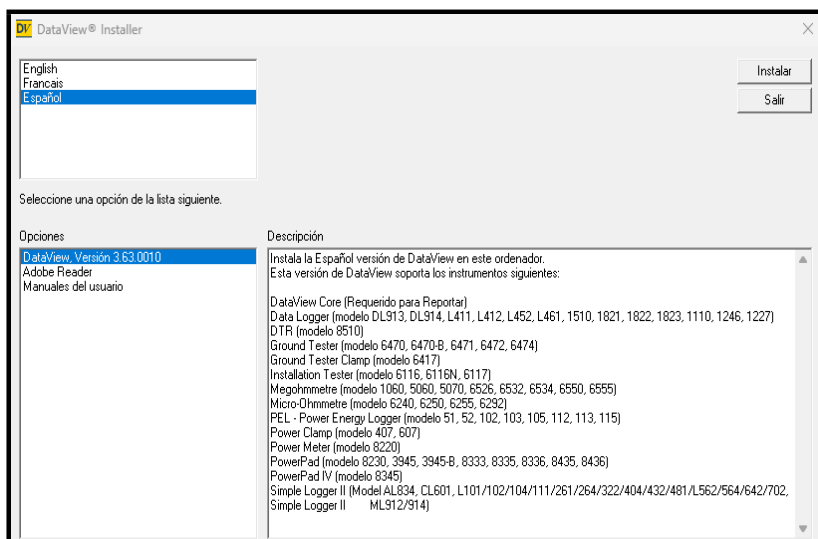 DV DataView® Installer
English
Francais
Español
Instalar
Salir
Seleccione una opción de la lista siguiente.
Opciones
DataView, Versión 3.63.0010
Adobe Reader
Manuales del usuario
Descripción
Instala la Español versión de DataView en este ordenador.
Esta versión de DataView soporta los instrumentos siguientes:
DataView Core (Requerido para Reportar)
Data Logger (modelo DL913, DL914, L411, L412, L452, L461, 1510, 1821, 1822, 1823, 1110, 1246, 1227)
DTR (modelo 8510)
Ground Tester (modelo 6470, 6470-B, 6471, 6472, 6474)
Ground Tester Clamp (modelo 6417)
Installation Tester (modelo 6116, 6116N, 6117)
Megohmmetre (modelo 1060, 5060, 5070, 6526, 6532, 6534, 6550, 6555)
Micro-Ohmmetre (modelo 6240, 6250, 6255, 6292)
PEL - Power Energy Logger (modelo 51, 52, 102, 103, 105, 112, 113, 115)
Power Clamp (modelo 407, 607)
Power Meter (modelo 8220)
PowerPad (modelo 8230, 3945, 3945-B, 8333, 8335, 8336, 8435, 8436)
PowerPad IV (modelo 8345)
Simple Logger II (Model AL834, CL601, L101/102/104/111/261/264/322/404/432/481/L562/564/642/702,
Simple Logger II ML912/914)